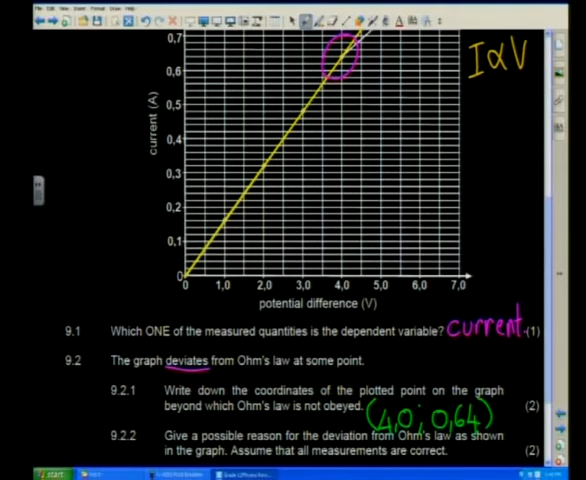 0,7
I∝V
0,6
0,5
current (A)
0,4
0,3
0,2
0,1
0
0 1,0 2,0 3,0 4,0 5,0 6,0 7,0
potential difference (V)
9.1 Which ONE of the measured quantities is the dependent variable? current (1)
9.2 The graph deviates from Ohm's law at some point.
9.2.1 Write down the coordinates of the plotted point on the graph
beyond which Ohm's law is not obeyed. (4,0; 0,64) (2)
9.2.2 Give a possible reason for the deviation from Ohm's law as shown
in the graph. Assume that all measurements are correct. (2)
start